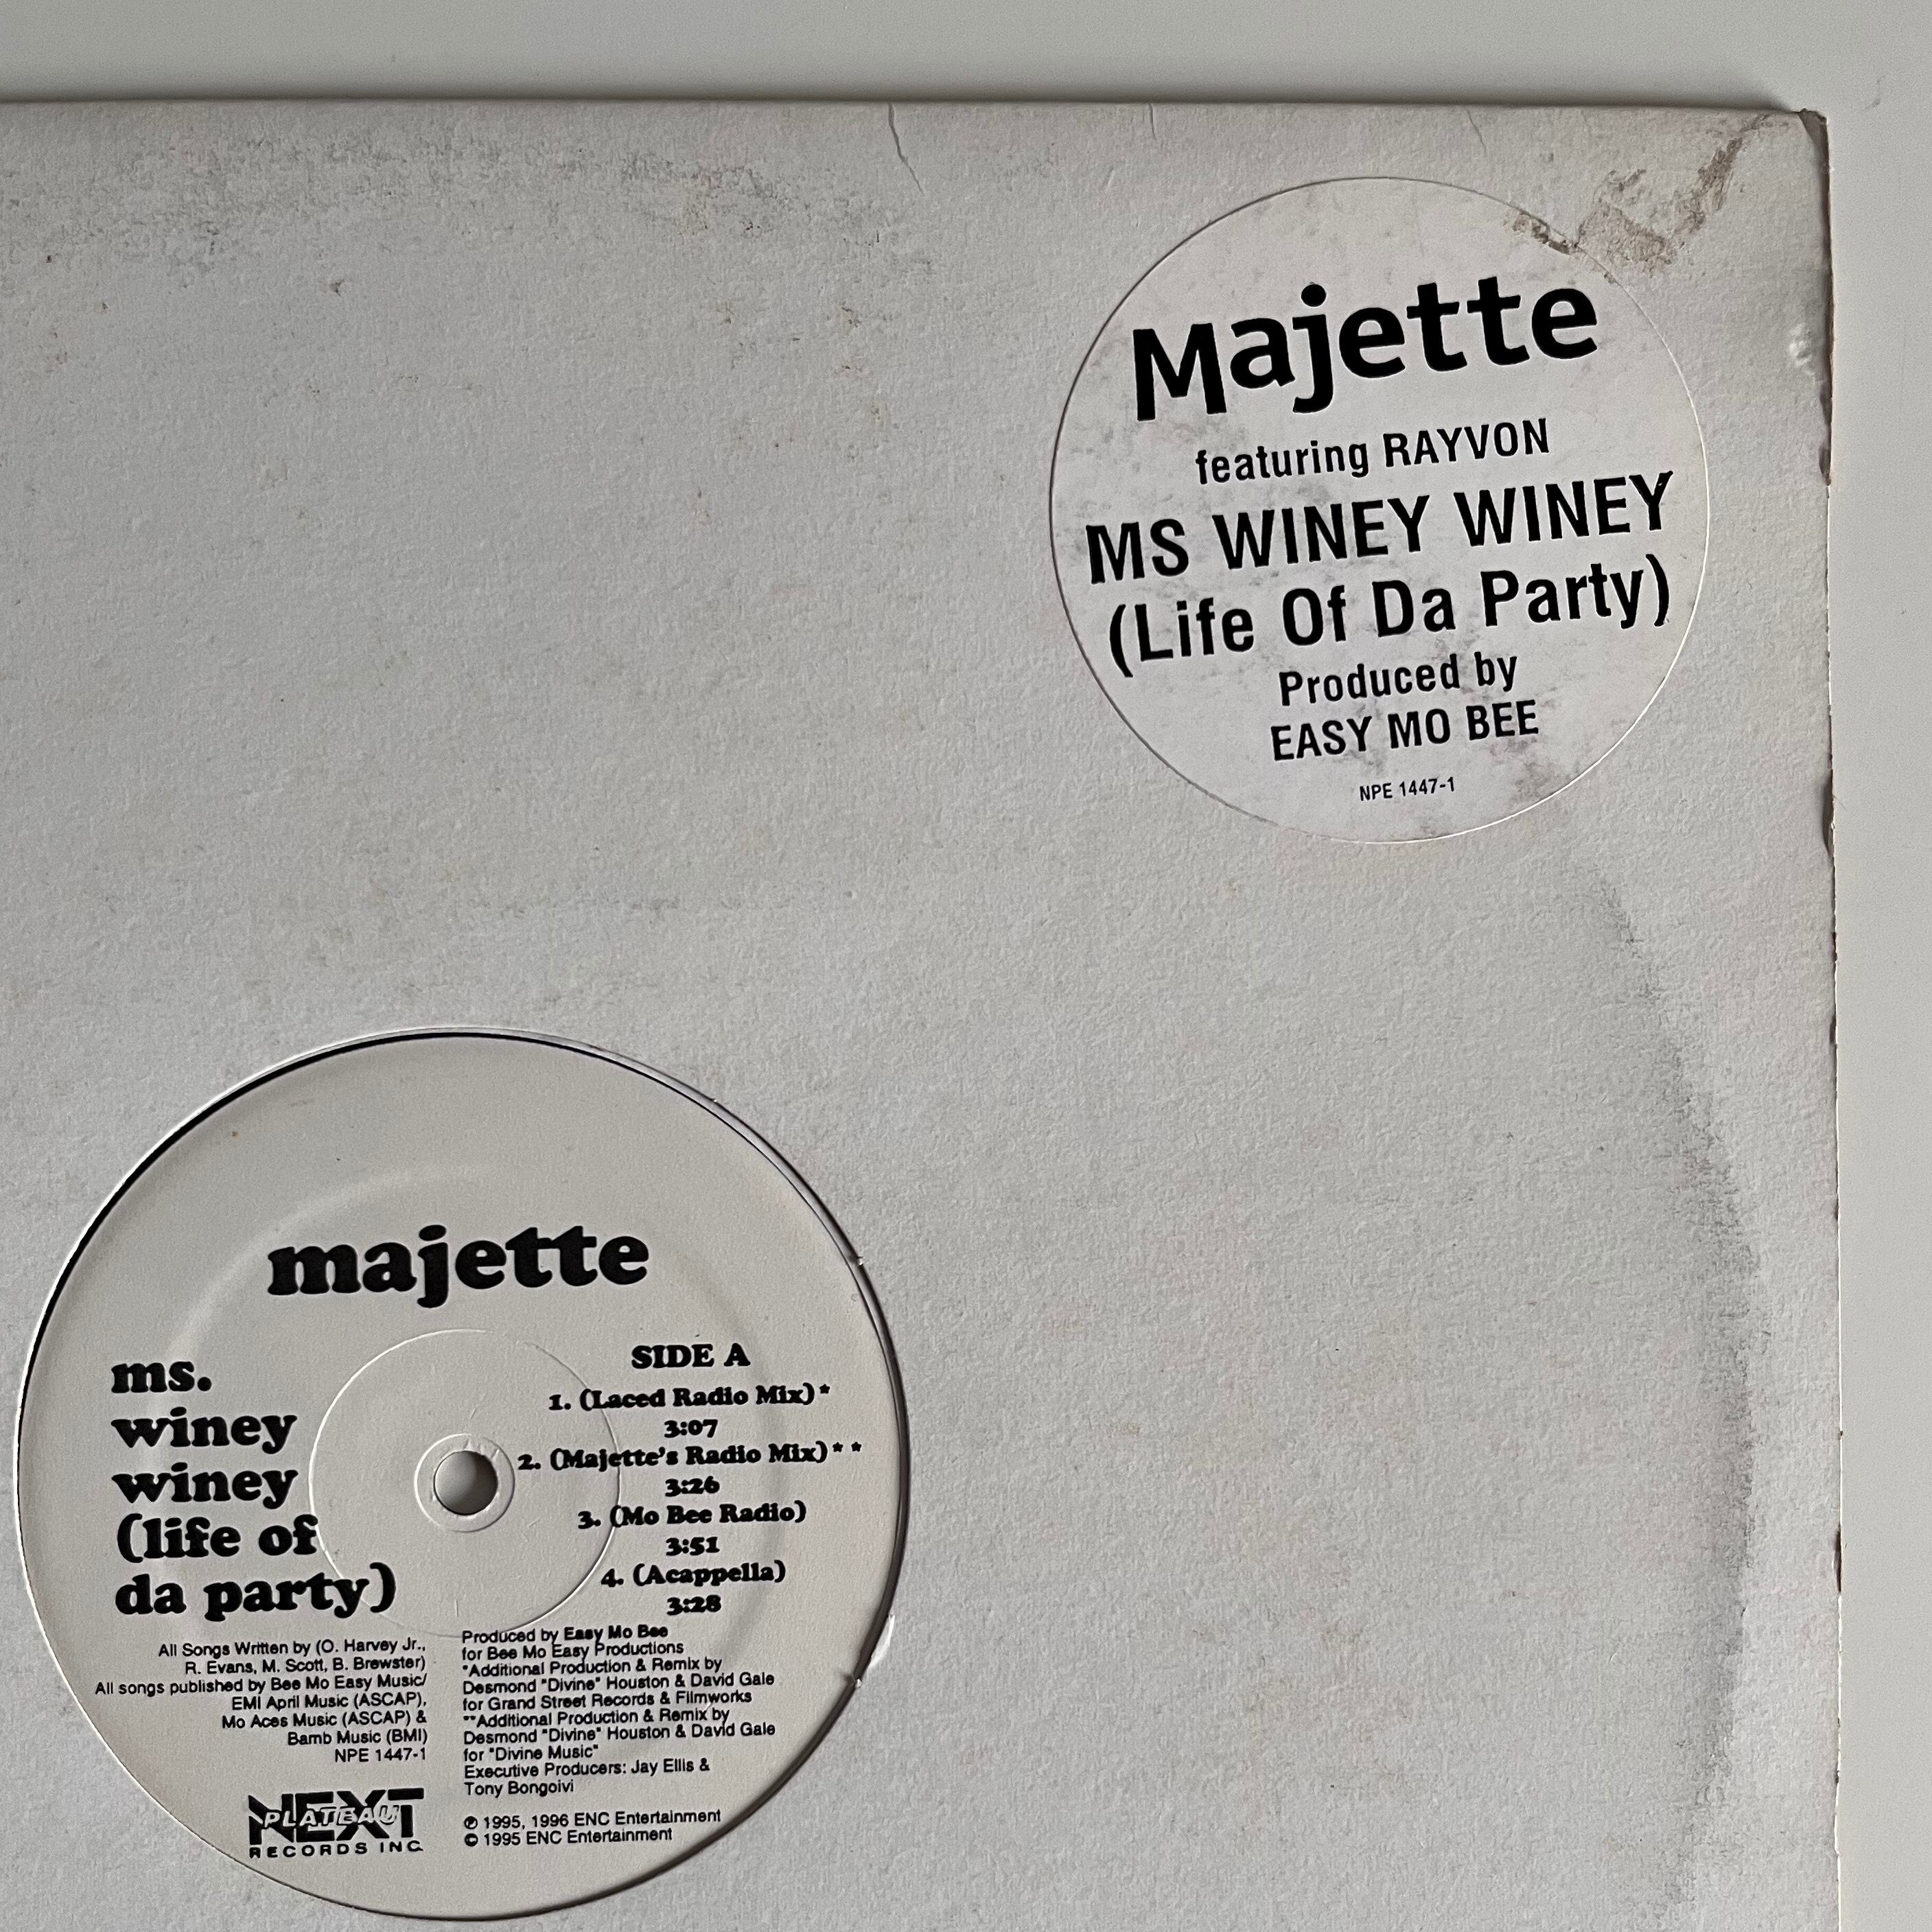 Majette
featuring RAYVON
MS WINEY WINEY
(Life Of Da Party)
Produced by
EASY MO BEE
NPE 1447-1
majette
ms.
winey
winey
(life of
da party)
SIDE A
1. (Laced Radio Mix)*
3:07
2. (Majette's Radio Mix)**
3:26
3. (Mo Bee Radio)
3:51
4. (Acappella)
3:28
All Songs Written by (O. Harvey Jr.,
R. Evans, M. Scott, B. Brewster)
All songs published by Bee Mo Easy Music/
EMI April Music (ASCAP),
Mo Aces Music (ASCAP) &
Bamb Music (BMI)
NPE 1447-1
NEXT
PLATEAU
RECORDS INC.
Produced by Easy Mo Bee
for Bee Mo Easy Productions
*Additional Production & Remix by
Desmond "Divine" Houston & David Gale
for Grand Street Records & Filmworks
**Additional Production & Remix by
Desmond "Divine" Houston & David Gale
for "Divine Music"
Executive Producers: Jay Ellis &
Tony Bongoivi
℗ 1995, 1996 ENC Entertainment
© 1995 ENC Entertainment